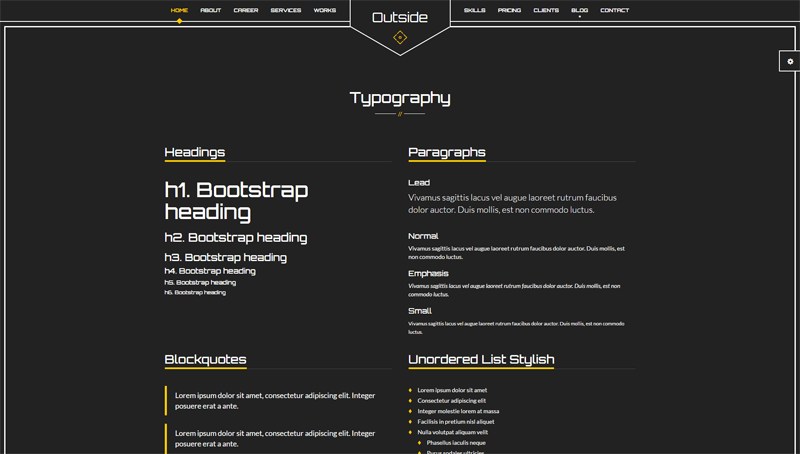 HOME ABOUT CAREER SERVICES WORKS
Outside
SKILLS PRICING CLIENTS BLOG CONTACT
Typography
//
Headings
h1. Bootstrap
heading
h2. Bootstrap heading
h3. Bootstrap heading
h4. Bootstrap heading
h5. Bootstrap heading
h6. Bootstrap heading
Paragraphs
Lead
Vivamus sagittis lacus vel augue laoreet rutrum faucibus
dolor auctor. Duis mollis, est non commodo luctus.
Normal
Vivamus sagittis lacus vel augue laoreet rutrum faucibus dolor auctor. Duis mollis, est
non commodo luctus.
Emphasis
Vivamus sagittis lacus vel augue laoreet rutrum faucibus dolor auctor. Duis mollis, est non
commodo luctus.
Small
Vivamus sagittis lacus vel augue laoreet rutrum faucibus dolor auctor. Duis mollis, est non commodo
luctus.
Blockquotes
Lorem ipsum dolor sit amet, consectetur adipiscing elit. Integer
posuere erat a ante.
Lorem ipsum dolor sit amet, consectetur adipiscing elit. Integer
posuere erat a ante.
Unordered List Stylish
Lorem ipsum dolor sit amet
Consectetur adipiscing elit
Integer molestie lorem at massa
Facilisis in pretium nisl aliquet
Nulla volutpat aliquam velit
Phasellus iaculis neque
Purus sodales ultricies